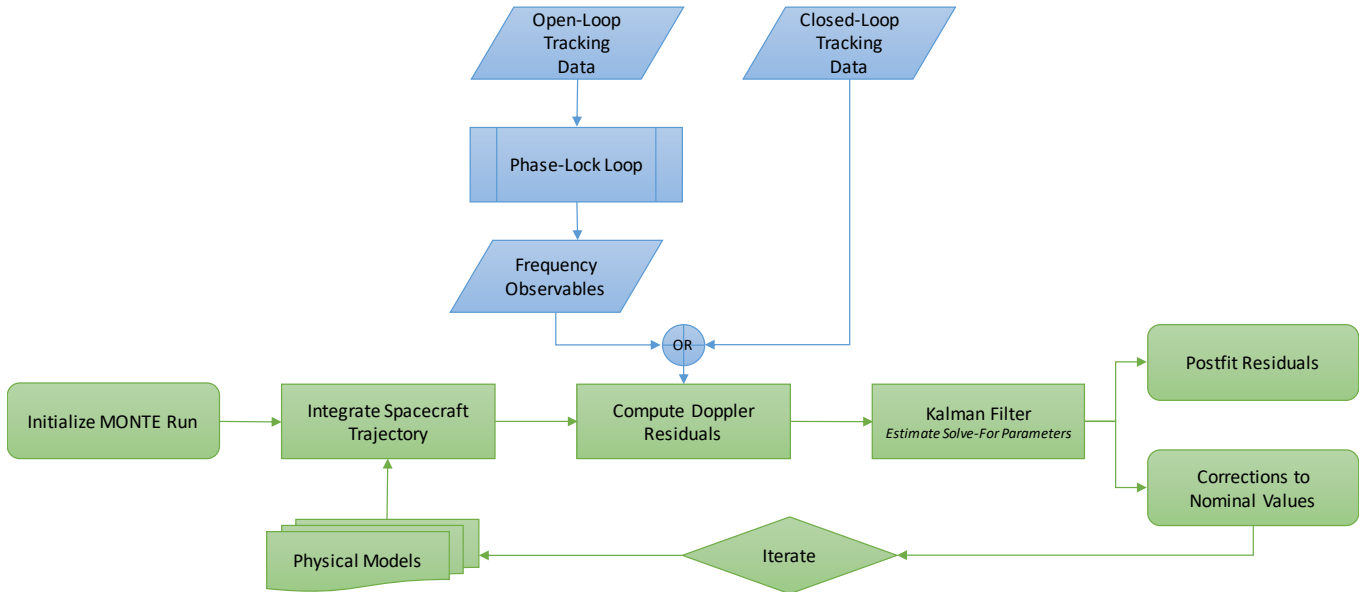 Open-Loop
Tracking
Data
Closed-Loop
Tracking
Data
Phase-Lock Loop
Frequency
Observables
OR
Initialize MONTE Run
Integrate Spacecraft
Trajectory
Compute Doppler
Residuals
Kalman Filter
Estimate Solve-For Parameters
Postfit Residuals
Corrections to
Nominal Values
Iterate
Physical Models